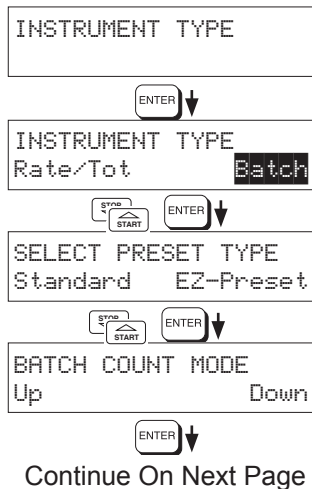 INSTRUMENT TYPE
ENTER
INSTRUMENT TYPE
Rate/Tot Batch
STOP
START
ENTER
SELECT PRESET TYPE
Standard EZ-Preset
STOP
START
ENTER
BATCH COUNT MODE
Up Down
ENTER
Continue On Next Page